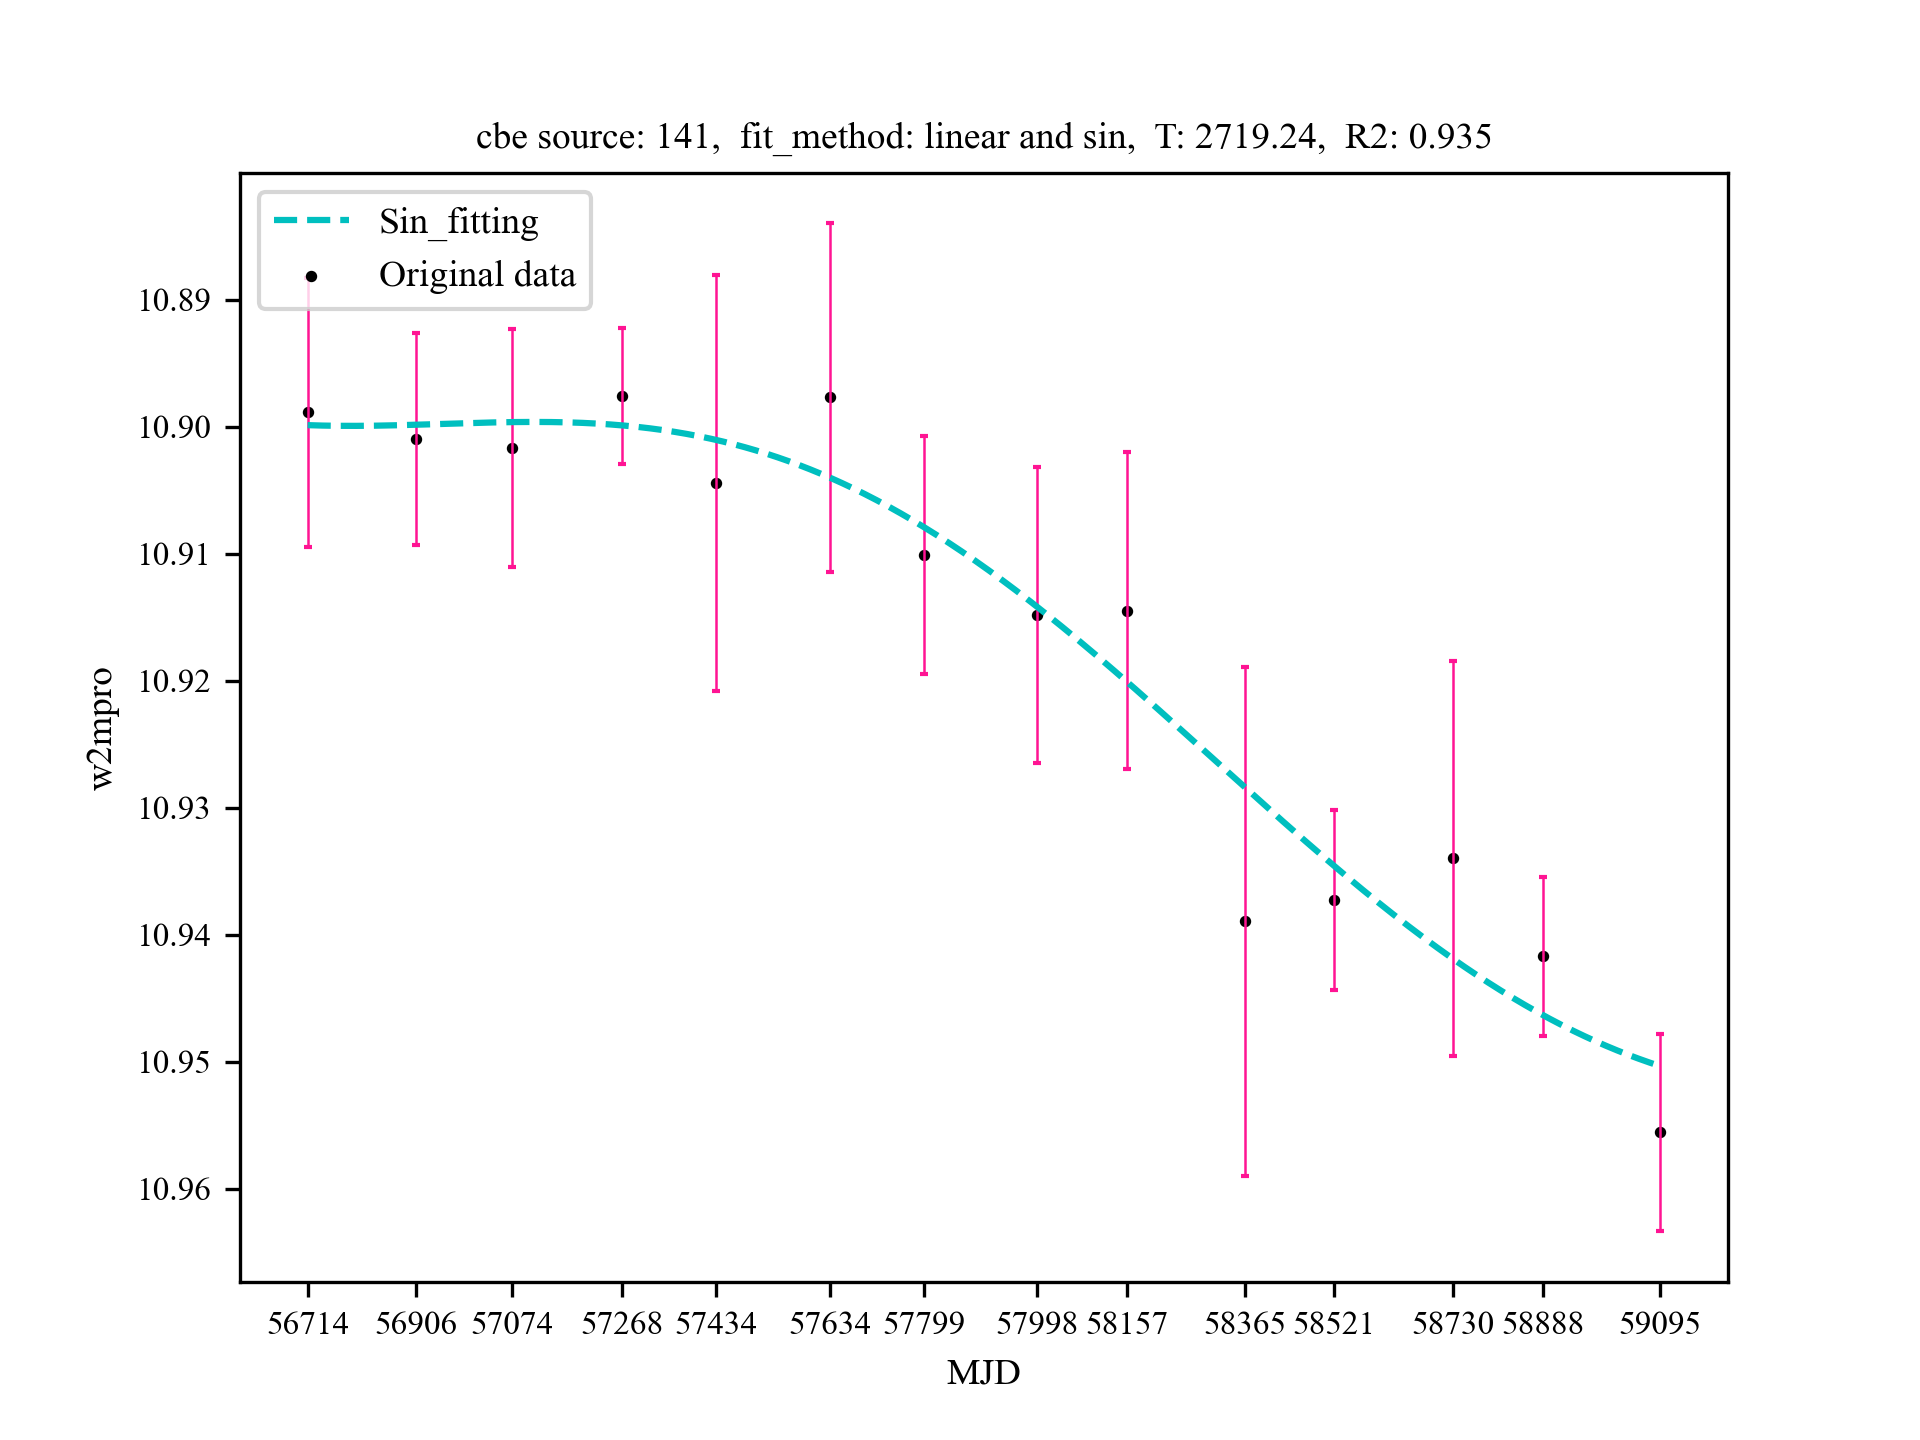 cbe source: 141,  fit_method: linear and sin,  T: 2719.24,  R2: 0.935
Sin_fitting
Original data
10.89
10.90
10.91
10.92
10.93
10.94
10.95
10.96
w2mpro
56714 56906 57074 57268 57434 57634 57799 57998 58157 58365 58521 58730 58888 59095
MJD